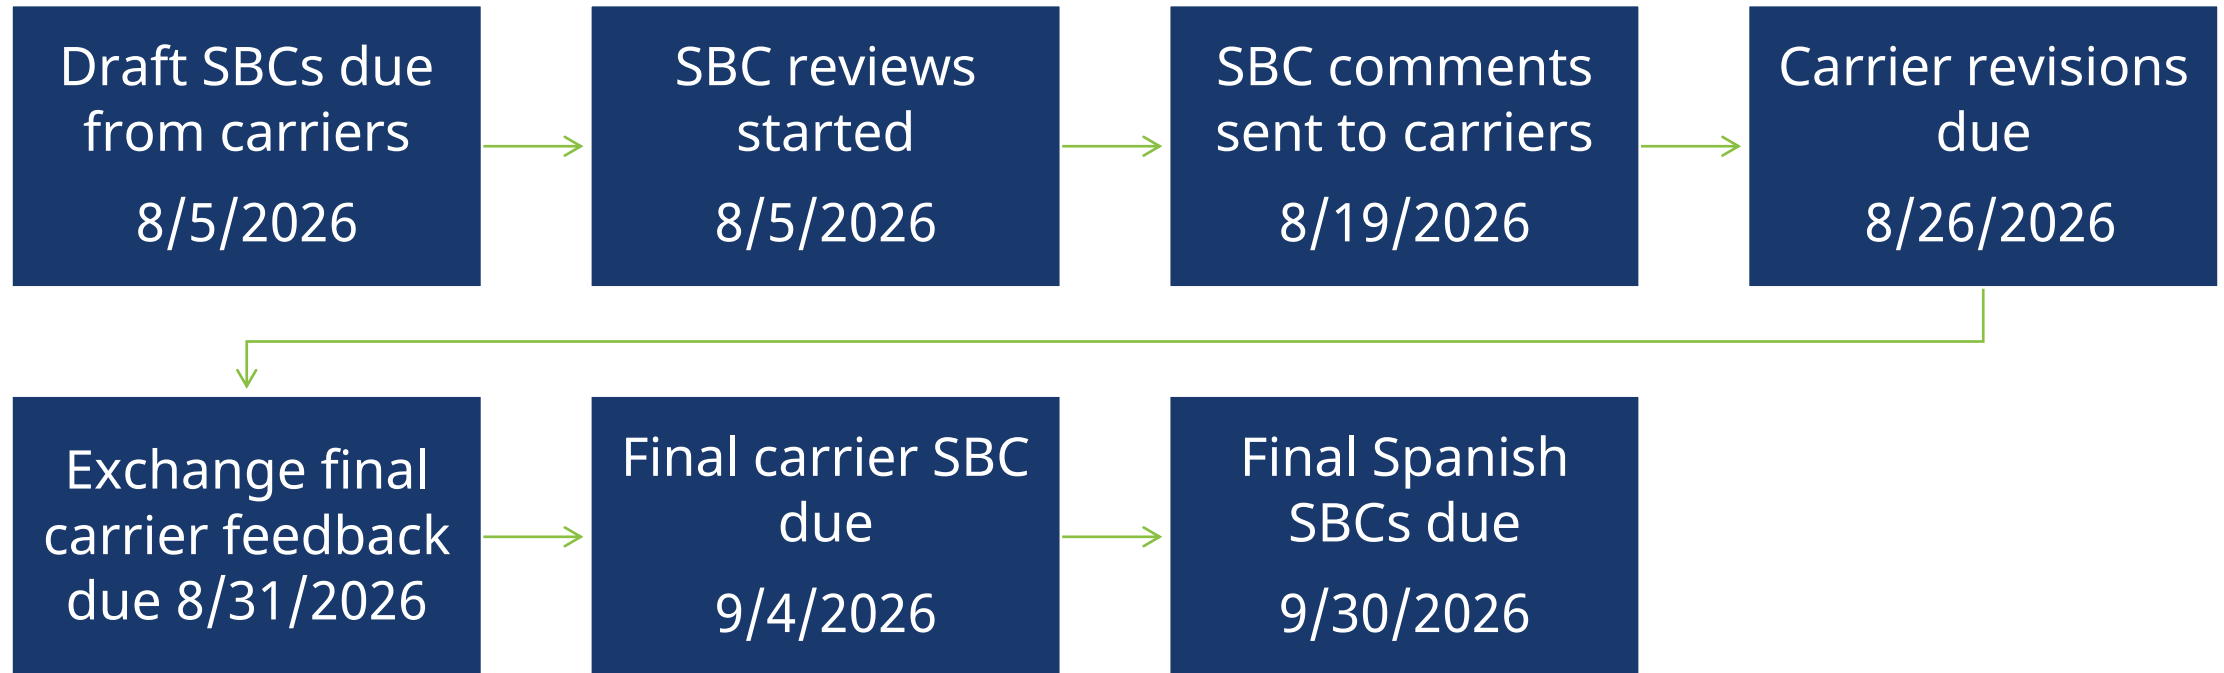 Draft SBCs due
from carriers
8/5/2026
SBC reviews
started
8/5/2026
SBC comments
sent to carriers
8/19/2026
Carrier revisions
due
8/26/2026
Exchange final
carrier feedback
due 8/31/2026
Final carrier SBC
due
9/4/2026
Final Spanish
SBCs due
9/30/2026